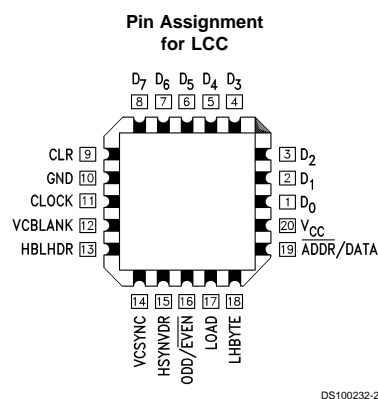 Pin Assignment
for LCC
D7 D6 D5 D4 D3
8 7 6 5 4
CLR 9
GND 10
CLOCK 11
VCBLANK 12
HBLHDR 13
3 D2
2 D1
1 D0
20 VCC
19 ADDR/DATA
14 15 16 17 18
VCSYNC
HSYNVDR
ODD/EVEN
LOAD
LHBYTE
DS100232-2